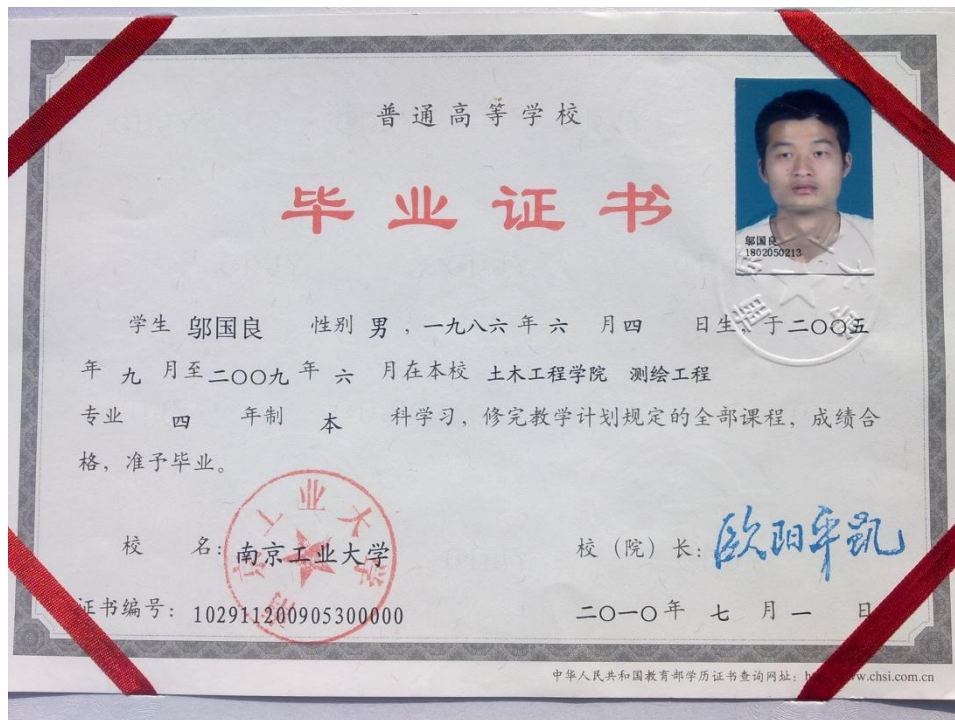 普通高等学校
毕业证书
邬国良
1802050213
学生 邬国良 性别 男，一九八六年 六 月四 日生，于二〇〇五
年 九 月至二〇〇九年 六 月在本校 土木工程学院 测绘工程
专业 四 年制 本 科学习，修完教学计划规定的全部课程，成绩合
格，准予毕业。
校 名：南京工业大学
校（院）长：欧阳平凯
证书编号：102911200905300000
二〇一〇年 七 月 一 日
中华人民共和国教育部学历证书查询网址：www.chsi.com.cn